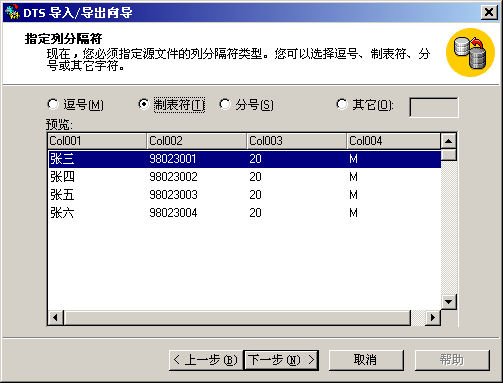 DTS 导入/导出向导
指定列分隔符
现在，您必须指定源文件的列分隔符类型。您可以选择逗号、制表符、分
号或其它字符。
逗号(M) 制表符(T) 分号(S) 其它(O):
预览:
Col001 Col002 Col003 Col004
张三 98023001 20 M
张四 98023002 20 M
张五 98023003 20 M
张六 98023004 20 M
< 上一步(B) 下一步(N) > 取消 帮助